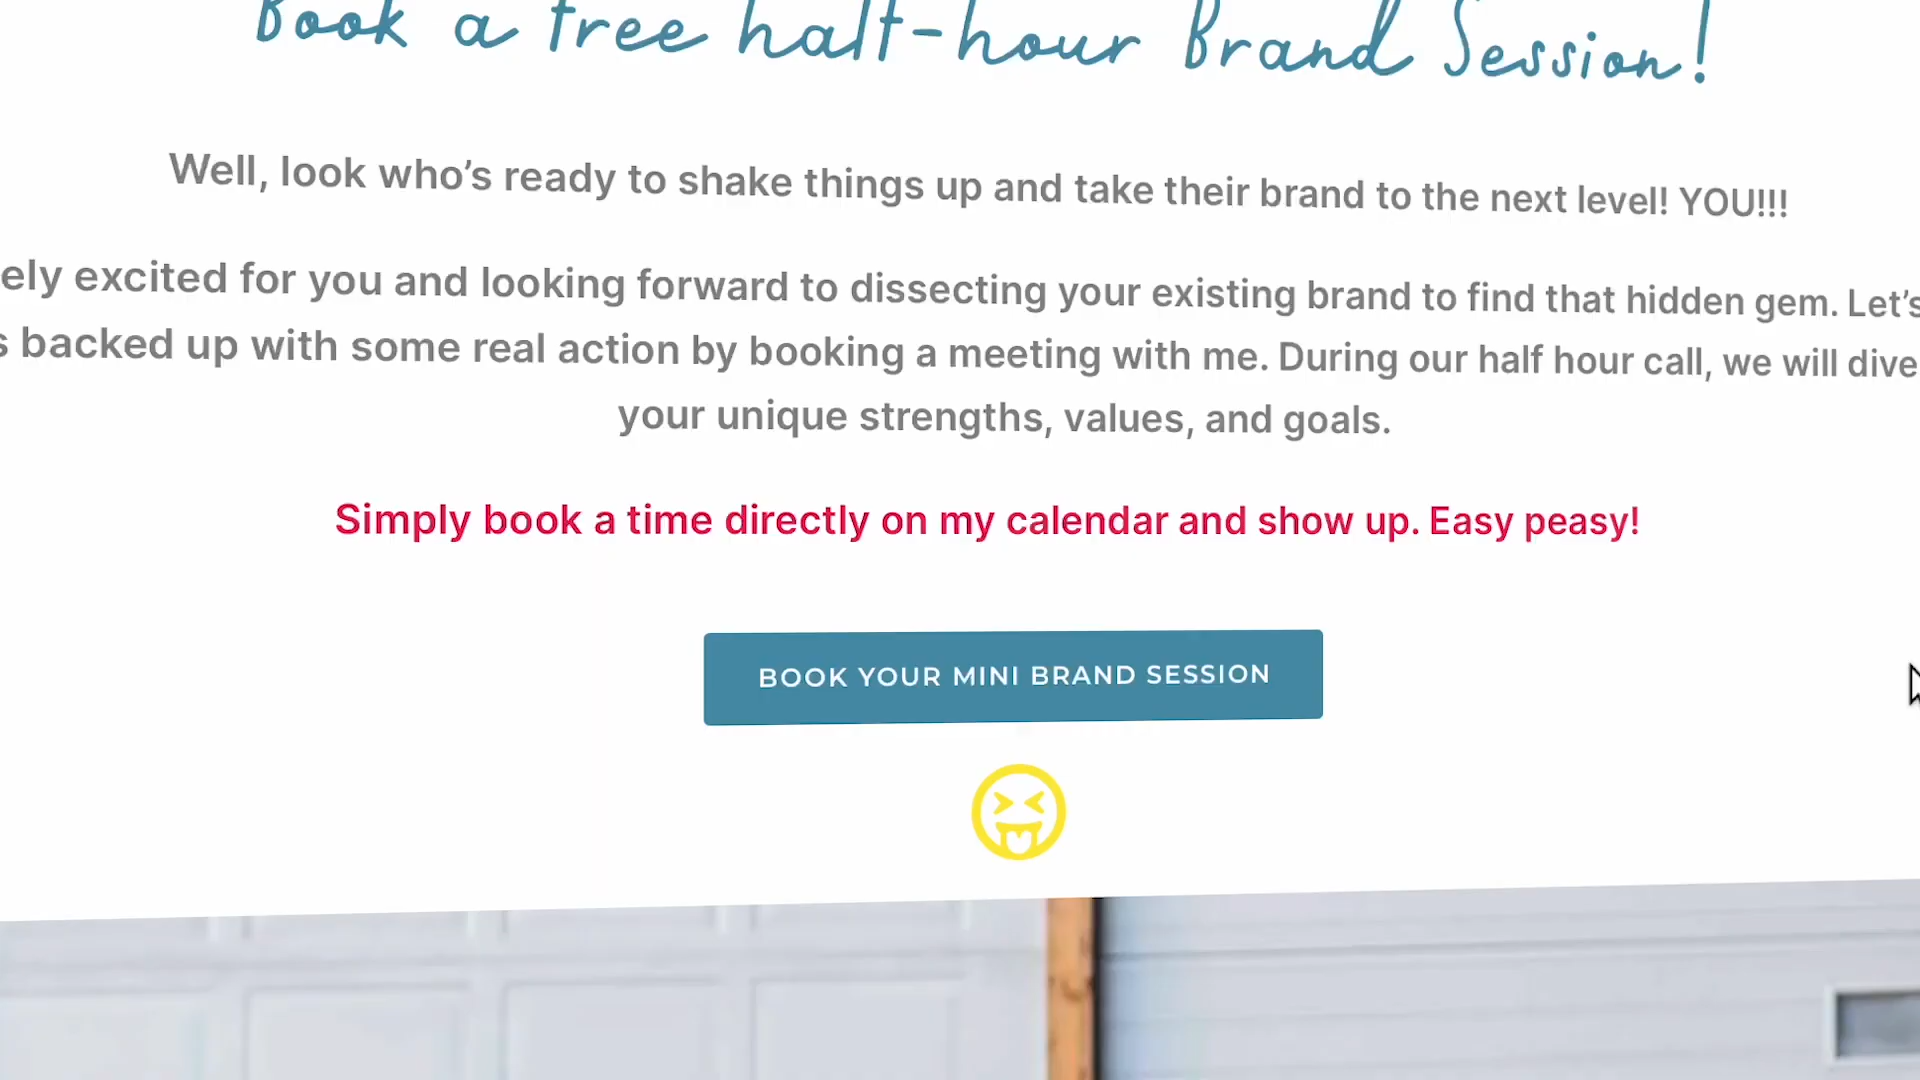 Book a free half-hour Brand Session!
Well, look who’s ready to shake things up and take their brand to the next level! YOU!!!
excited for you and looking forward to dissecting your existing brand to find that hidden gem. Let’s
backed up with some real action by booking a meeting with me. During our half hour call, we will dive
your unique strengths, values, and goals.
Simply book a time directly on my calendar and show up. Easy peasy!
BOOK YOUR MINI BRAND SESSION